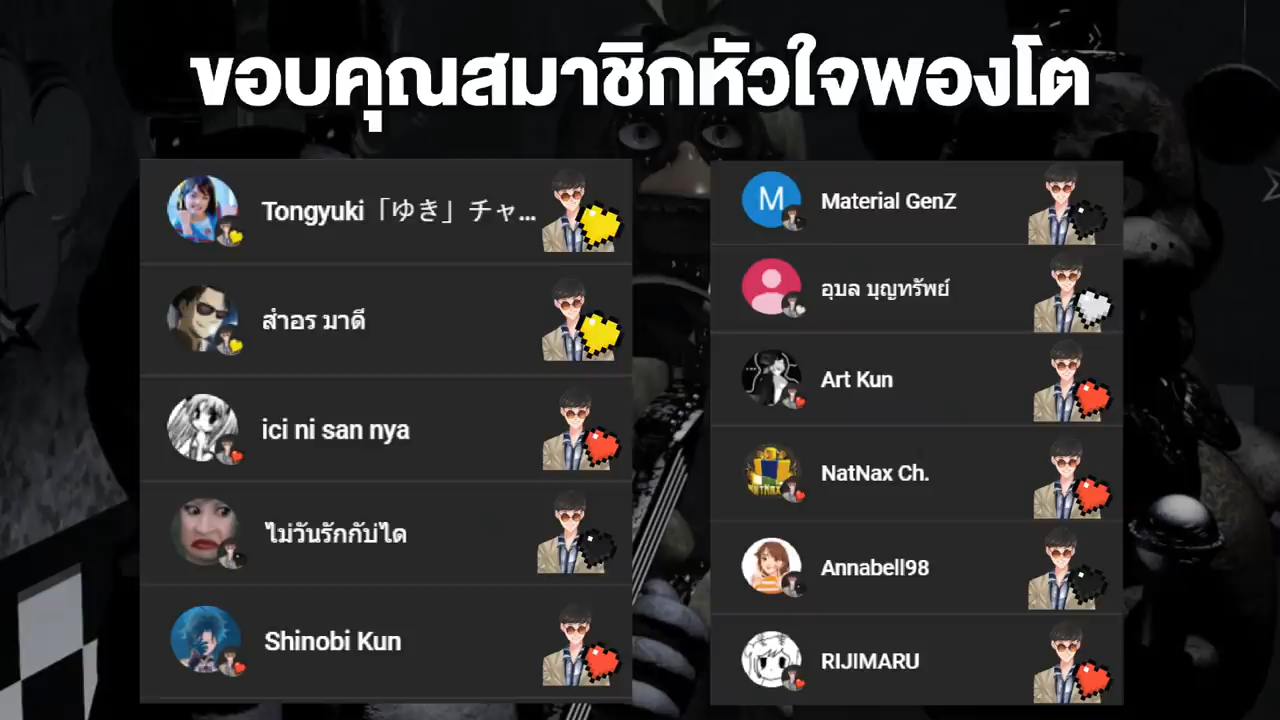 ขอบคุณสมาชิกหัวใจพองโต
Tongyuki「ゆき」チャ...
สำอร มาดี
ici ni san nya
ไม่วันรักกับได
Shinobi Kun
M
Material GenZ
อุบล บุญทรัพย์
Art Kun
NatNax Ch.
Annabell98
RIJIMARU